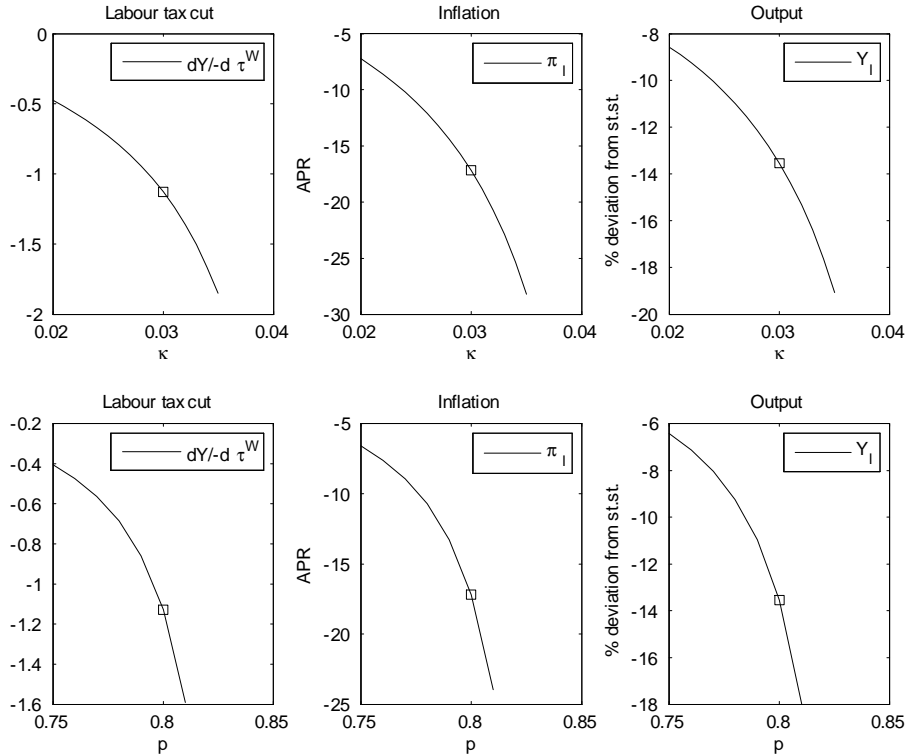 Labour tax cut
0
-0.5
-1
-1.5
-2
0.02 0.03 0.04
κ
dY/-d τ^W
Inflation
-5
-10
-15
-20
-25
-30
0.02 0.03 0.04
κ
APR
π_I
Output
-8
-10
-12
-14
-16
-18
-20
0.02 0.03 0.04
κ
% deviation from st.st.
Y_I
Labour tax cut
-0.2
-0.4
-0.6
-0.8
-1
-1.2
-1.4
-1.6
0.75 0.8 0.85
p
dY/-d τ^W
Inflation
-5
-10
-15
-20
-25
0.75 0.8 0.85
p
APR
π_I
Output
-6
-8
-10
-12
-14
-16
-18
0.75 0.8 0.85
p
% deviation from st.st.
Y_I